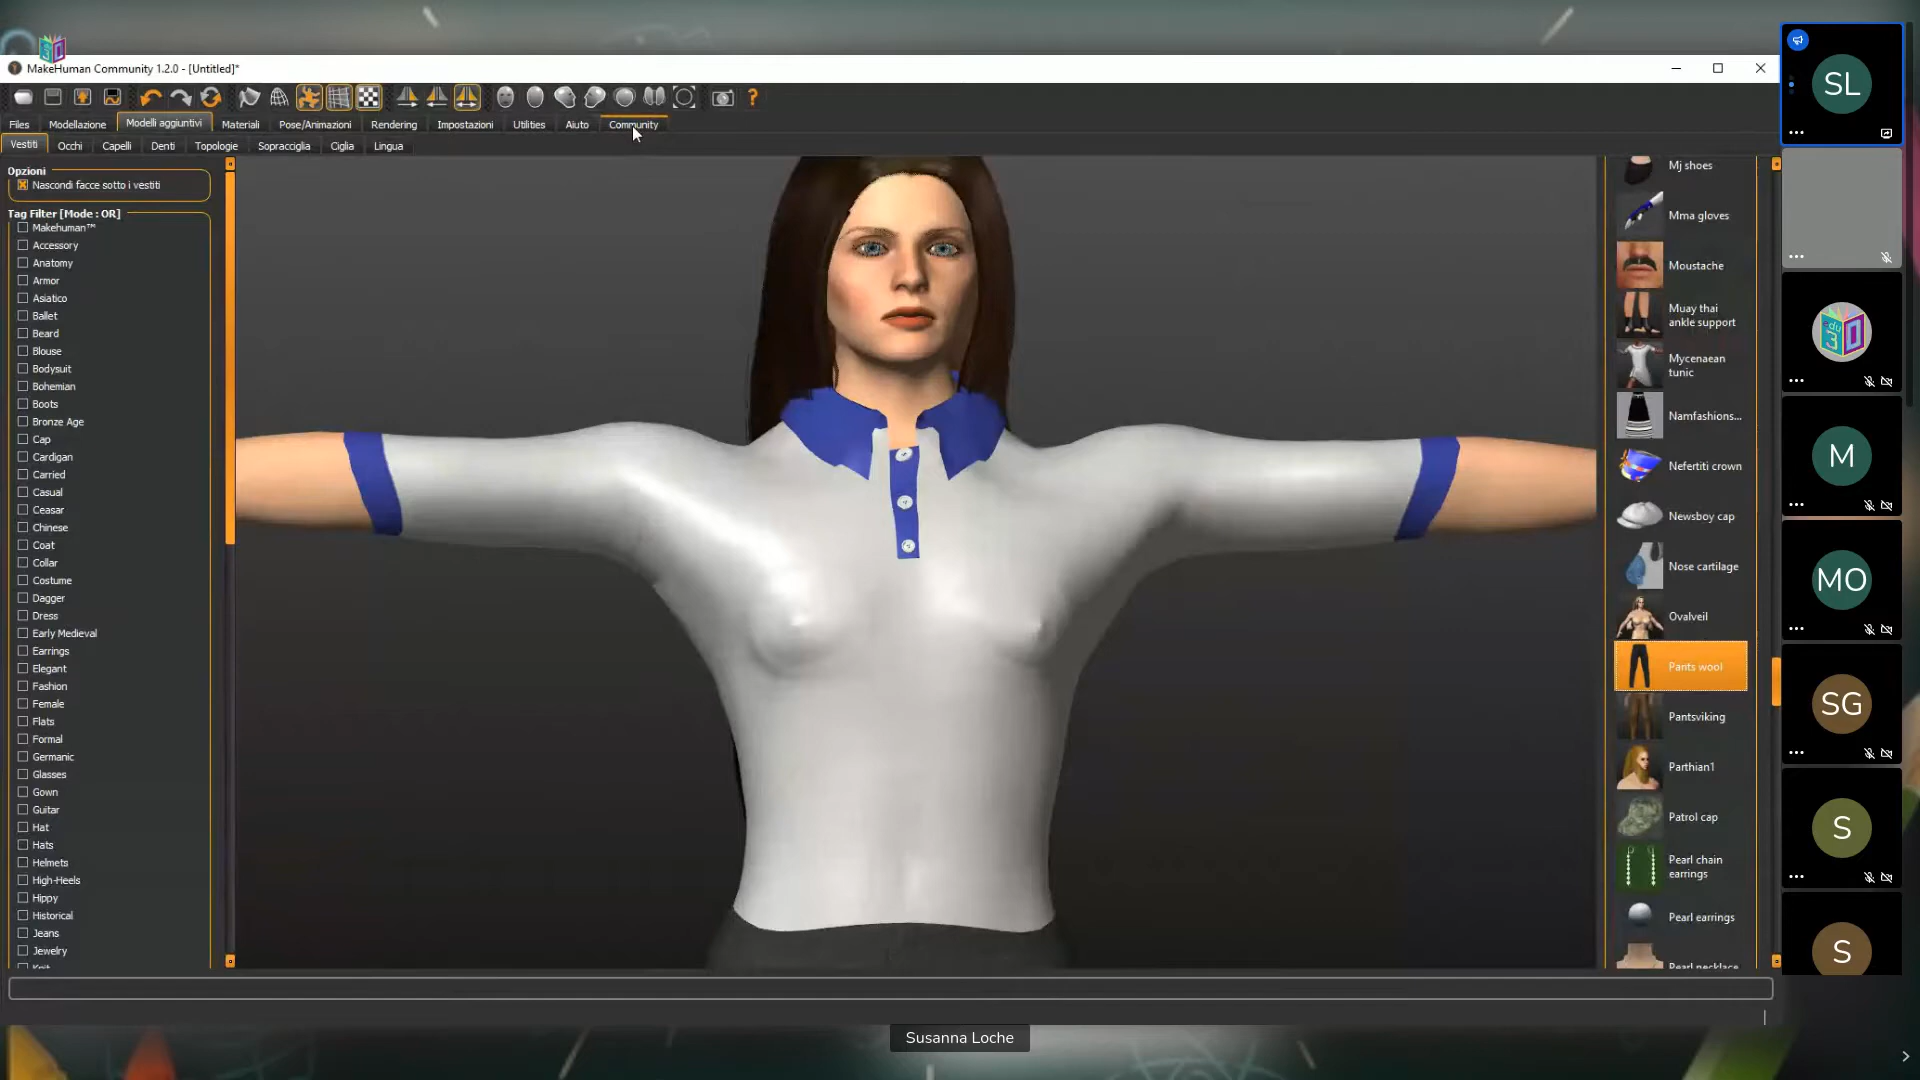 MakeHuman Community 1.2.0 - [Untitled]*
Files Modellazione Modelli aggiuntivi Materiali Pose/Animazioni Rendering Impostazioni Utilities Aiuto Community
Vestiti Occhi Capelli Denti Topologie Sopracciglia Ciglia Lingua
Opzioni
Nascondi facce sotto i vestiti
Tag Filter [Mode : OR]
Makehuman™
Accessory
Anatomy
Armor
Asiatico
Ballet
Beard
Blouse
Bodysuit
Bohemian
Boots
Bronze Age
Cap
Cardigan
Carried
Casual
Ceasar
Chinese
Coat
Collar
Costume
Dagger
Dress
Early Medieval
Earrings
Elegant
Fashion
Female
Flats
Formal
Germanic
Glasses
Gown
Guitar
Hat
Hats
Helmets
High-Heels
Hippy
Historical
Jeans
Jewelry
Knit
Mj shoes
Mma gloves
Moustache
Muay thai
ankle support
Mycenaean
tunic
Namfashions...
Nefertiti crown
Newsboy cap
Nose cartilage
Ovalveil
Pants wool
Pantsviking
Parthian1
Patrol cap
Pearl chain
earrings
Pearl earrings
Pearl necklace
SL
edu
3D
M
MO
SG
S
S
Susanna Loche